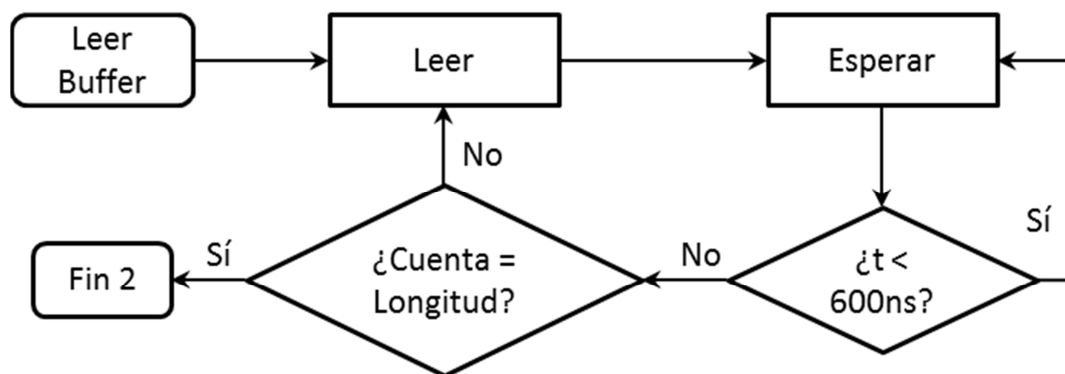 Leer
Buffer
Leer
Esperar
No
Sí
¿Cuenta =
Longitud?
No
¿t <
600ns?
Sí
Fin 2